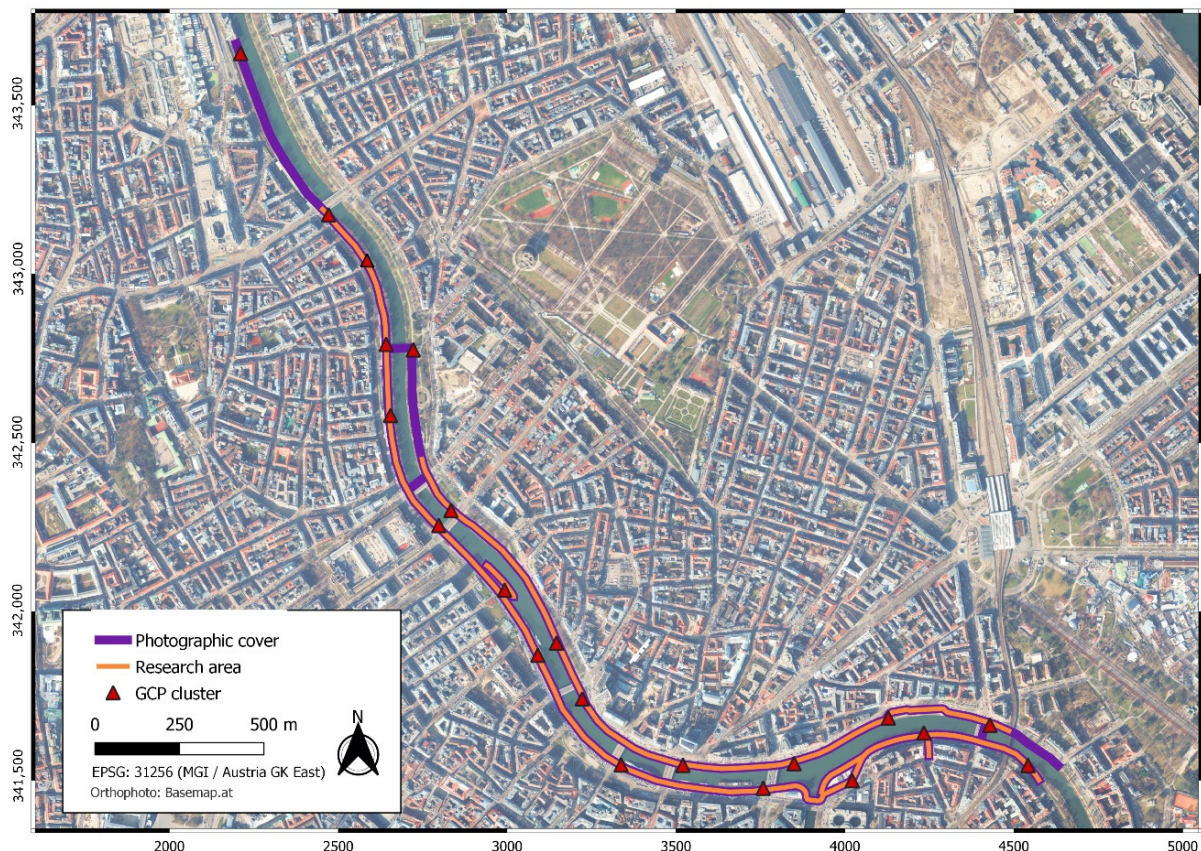 343,500
343,000
342,500
342,000
341,500
Photographic cover
Research area
GCP cluster
0 250 500 m
N
EPSG: 31256 (MGI / Austria GK East)
Orthophoto: Basemap.at
2000 2500 3000 3500 4000 4500 5000